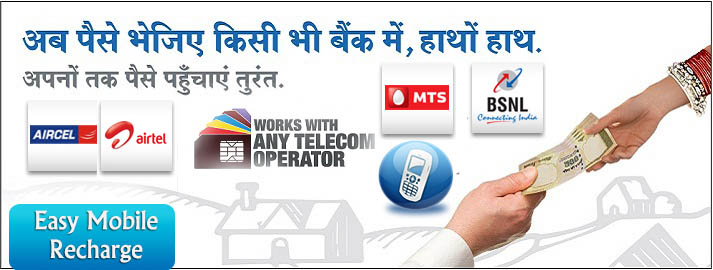 अब पैसे भेजिए किसी भी बैंक में, हाथों हाथ.
अपनों तक पैसे पहुँचाएं तुरंत.
AIRCEL
airtel
WORKS WITH
ANY TELECOM
OPERATOR
MTS
BSNL
Connecting India
Easy Mobile
Recharge